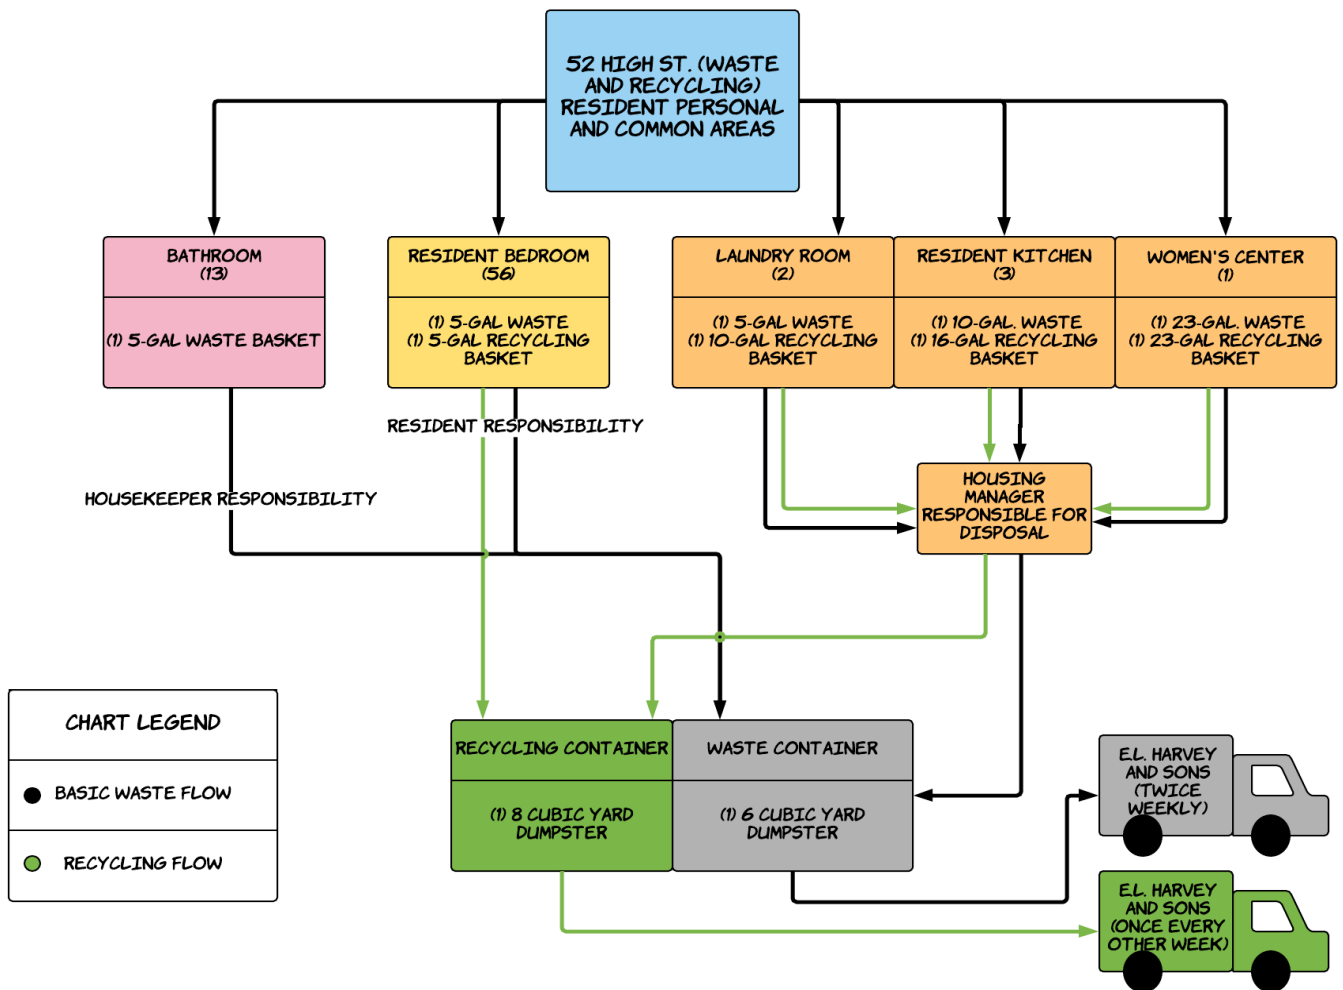 52 HIGH ST. (WASTE
AND RECYCLING)
RESIDENT PERSONAL
AND COMMON AREAS
BATHROOM
(13)
(1) 5-GAL WASTE BASKET
RESIDENT BEDROOM
(56)
(1) 5-GAL WASTE
(1) 5-GAL RECYCLING
BASKET
LAUNDRY ROOM
(2)
(1) 5-GAL WASTE
(1) 10-GAL RECYCLING
BASKET
RESIDENT KITCHEN
(3)
(1) 10-GAL. WASTE
(1) 16-GAL RECYCLING
BASKET
WOMEN'S CENTER
(1)
(1) 23-GAL. WASTE
(1) 23-GAL RECYCLING
BASKET
RESIDENT RESPONSIBILITY
HOUSEKEEPER RESPONSIBILITY
HOUSING
MANAGER
RESPONSIBLE FOR
DISPOSAL
CHART LEGEND
BASIC WASTE FLOW
RECYCLING FLOW
RECYCLING CONTAINER
(1) 8 CUBIC YARD
DUMPSTER
WASTE CONTAINER
(1) 6 CUBIC YARD
DUMPSTER
E.L. HARVEY
AND SONS
(TWICE
WEEKLY)
E.L. HARVEY
AND SONS
(ONCE EVERY
OTHER WEEK)